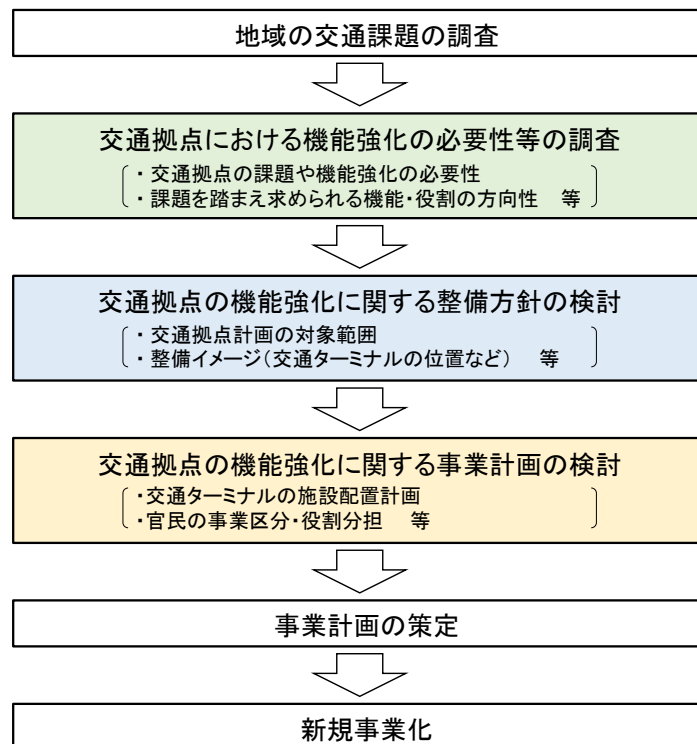 地域の交通課題の調査
交通拠点における機能強化の必要性等の調査
・交通拠点の課題や機能強化の必要性
・課題を踏まえ求められる機能・役割の方向性　等
交通拠点の機能強化に関する整備方針の検討
・交通拠点計画の対象範囲
・整備イメージ（交通ターミナルの位置など）　等
交通拠点の機能強化に関する事業計画の検討
・交通ターミナルの施設配置計画
・官民の事業区分・役割分担　等
事業計画の策定
新規事業化